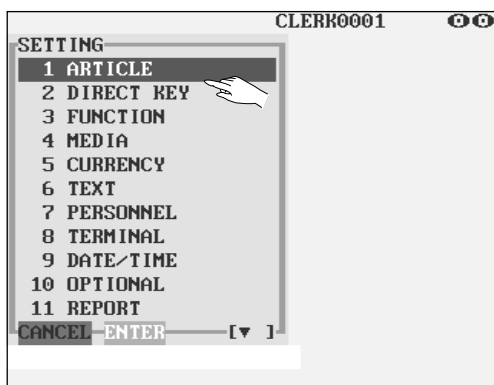 CLERK0001
SETTING
1 ARTICLE
2 DIRECT KEY
3 FUNCTION
4 MEDIA
5 CURRENCY
6 TEXT
7 PERSONNEL
8 TERMINAL
9 DATE/TIME
10 OPTIONAL
11 REPORT
CANCEL ENTER [▼ ]